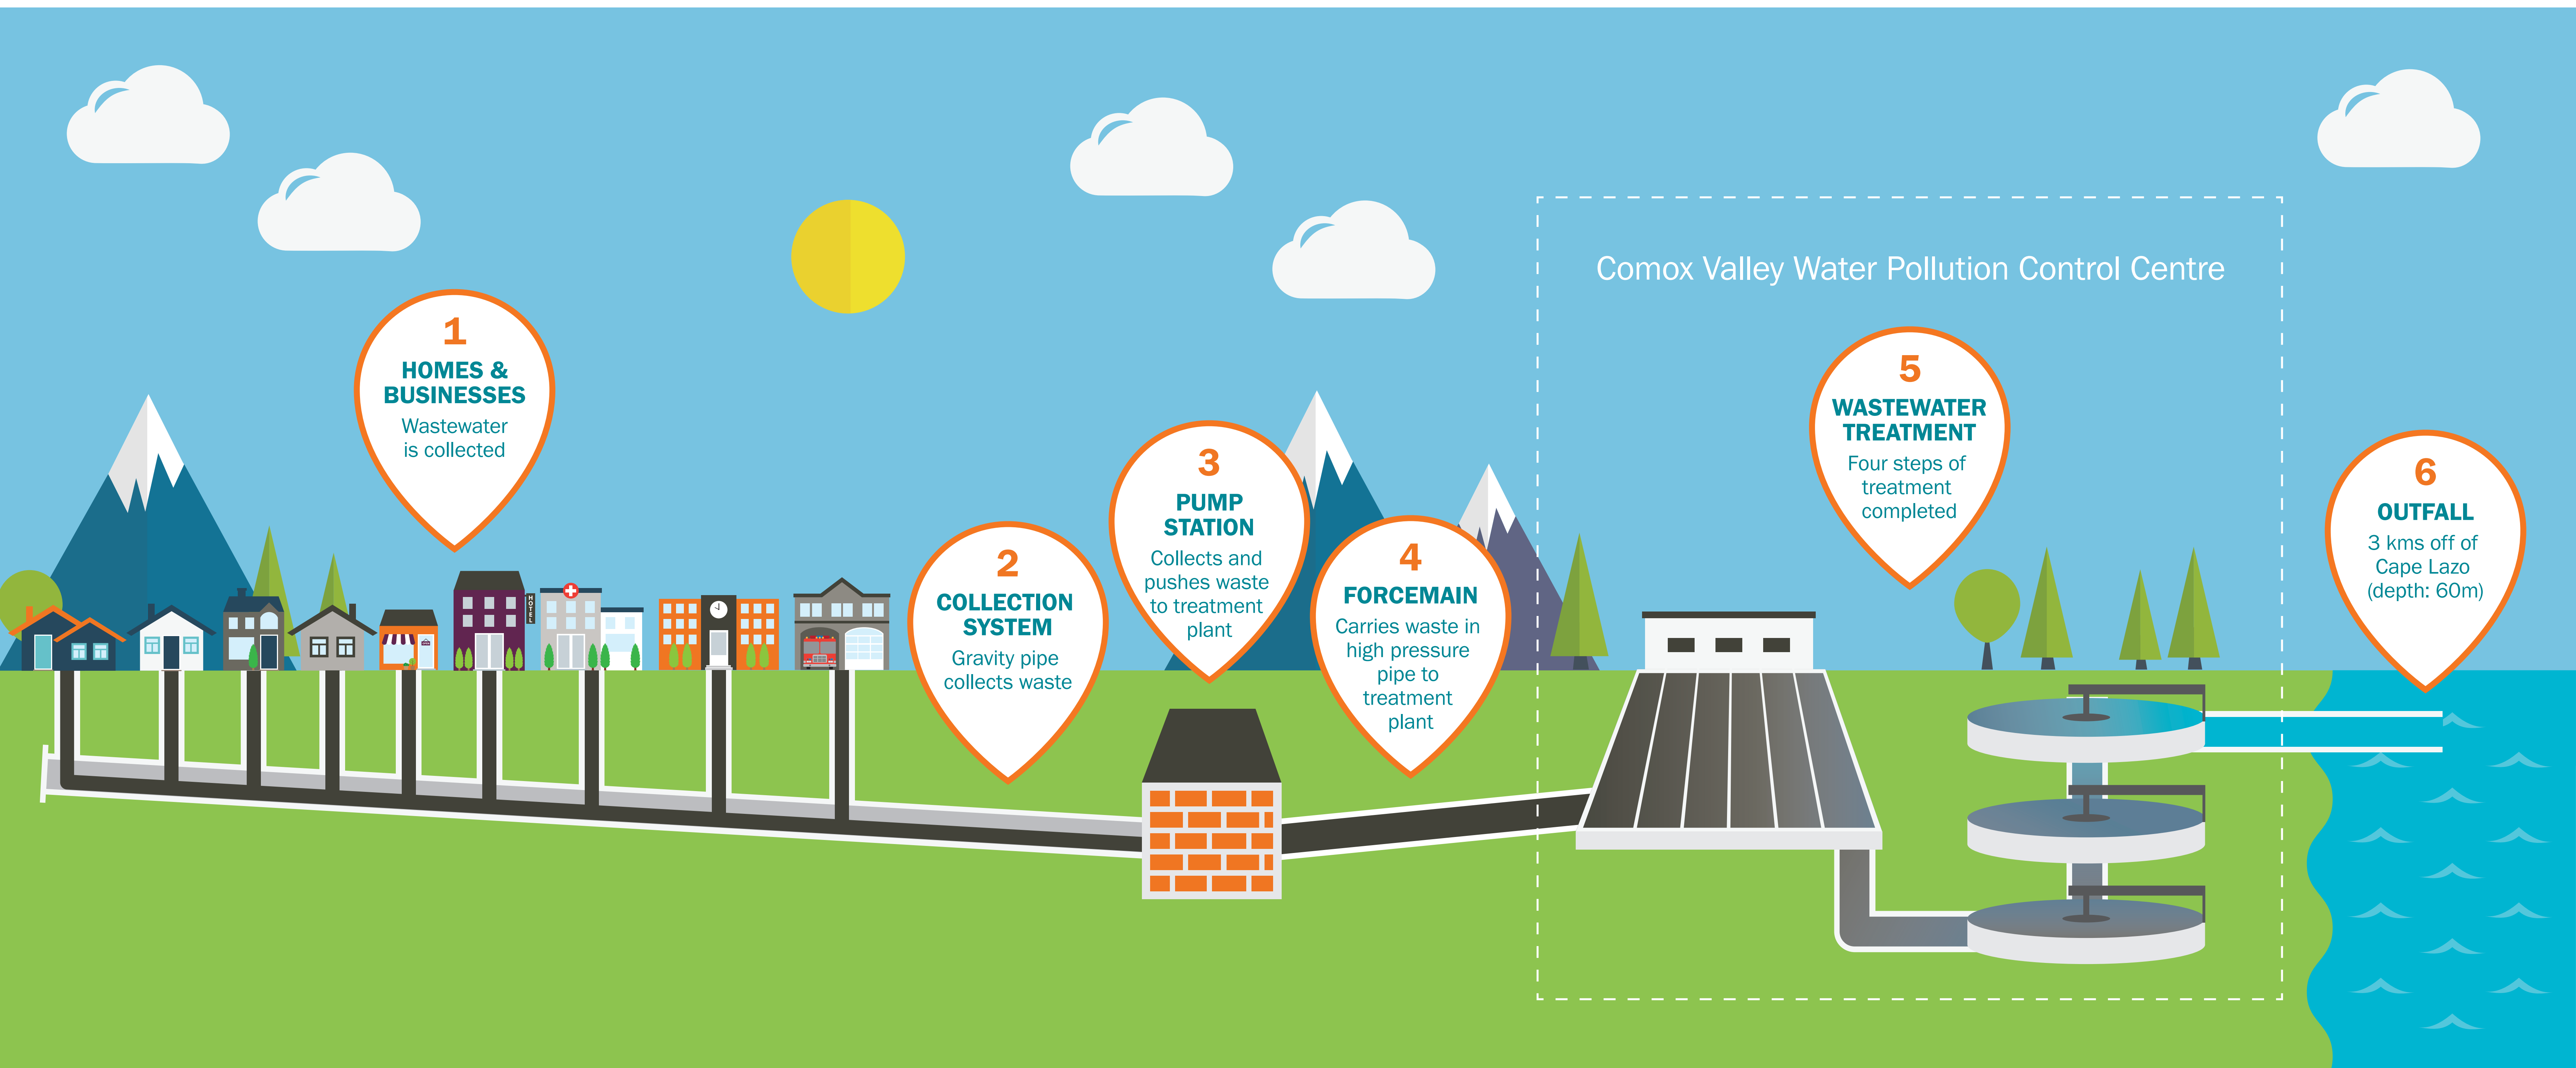 Comox Valley Water Pollution Control Centre
1
HOMES &
BUSINESSES
Wastewater
is collected
HOTEL
2
COLLECTION
SYSTEM
Gravity pipe
collects waste
3
PUMP
STATION
Collects and
pushes waste
to treatment
plant
4
FORCEMAIN
Carries waste in
high pressure
pipe to
treatment
plant
5
WASTEWATER
TREATMENT
Four steps of
treatment
completed
6
OUTFALL
3 kms off of
Cape Lazo
(depth: 60m)